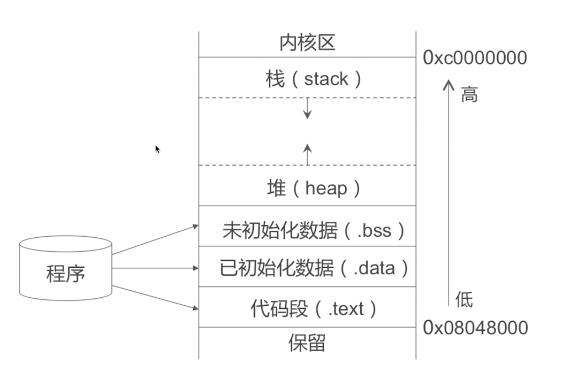 内核区
0xc0000000
栈（stack）
高
堆（heap）
未初始化数据（.bss）
程序
已初始化数据（.data）
代码段（.text）
低
0x08048000
保留